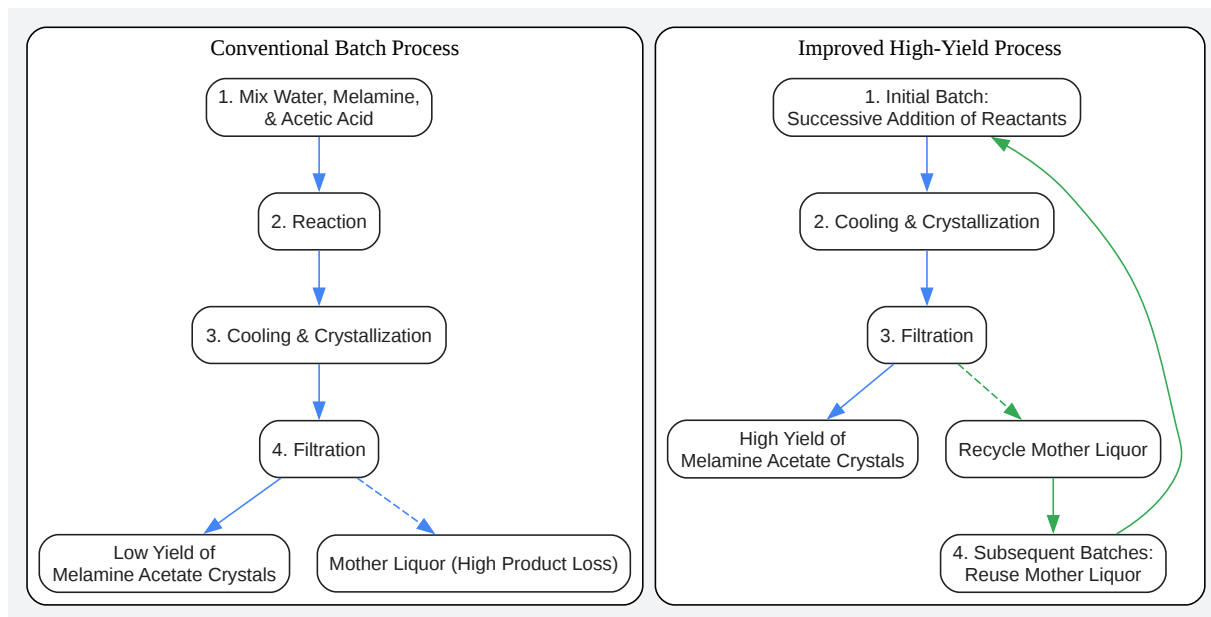 Conventional Batch Process
1. Mix Water, Melamine,
& Acetic Acid
2. Reaction
3. Cooling & Crystallization
4. Filtration
Low Yield of
Melamine Acetate Crystals
Mother Liquor (High Product Loss)
Improved High-Yield Process
1. Initial Batch:
Successive Addition of Reactants
2. Cooling & Crystallization
3. Filtration
High Yield of
Melamine Acetate Crystals
Recycle Mother Liquor
4. Subsequent Batches:
Reuse Mother Liquor